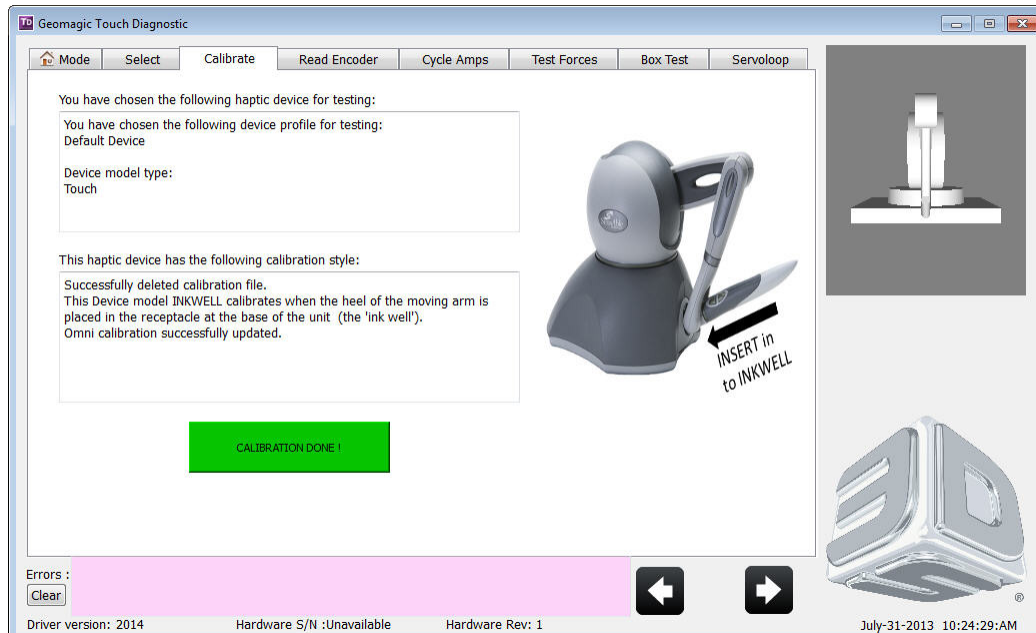 Geomagic Touch Diagnostic
Mode
Select
Calibrate
Read Encoder
Cycle Amps
Test Forces
Box Test
Servoloop
You have chosen the following haptic device for testing:
You have chosen the following device profile for testing:
Default Device
Device model type:
Touch
This haptic device has the following calibration style:
Successfully deleted calibration file.
This Device model INKWELL calibrates when the heel of the moving arm is
placed in the receptacle at the base of the unit (the 'ink well').
Omni calibration successfully updated.
INSERT in
to INKWELL
CALIBRATION DONE !
Errors :
Clear
®
Driver version: 2014
Hardware S/N :Unavailable
Hardware Rev: 1
July-31-2013 10:24:29:AM